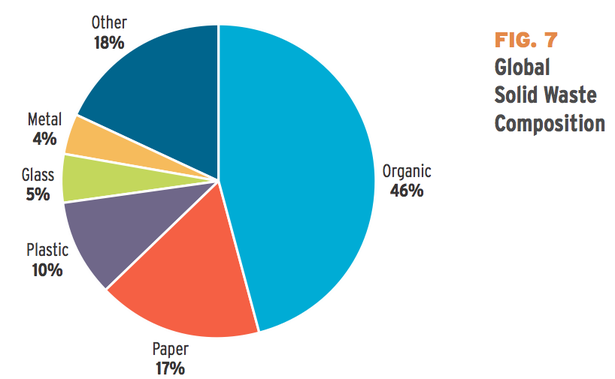 Other
18%
FIG. 7
Global
Solid Waste
Composition
Metal
4%
Glass
5%
Organic
46%
Plastic
10%
Paper
17%